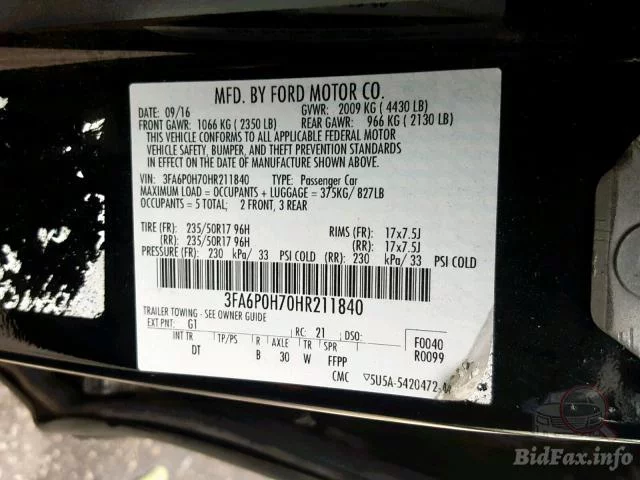 MFD. BY FORD MOTOR CO.
DATE: 09/16 GVWR: 2009 KG ( 4430 LB)
FRONT GAWR: 1066 KG ( 2350 LB) REAR GAWR: 966 KG ( 2130 LB)
THIS VEHICLE CONFORMS TO ALL APPLICABLE FEDERAL MOTOR
VEHICLE SAFETY, BUMPER, AND THEFT PREVENTION STANDARDS
IN EFFECT ON THE DATE OF MANUFACTURE SHOWN ABOVE.
VIN: 3FA6P0H70HR211840 TYPE: Passenger Car
MAXIMUM LOAD = OCCUPANTS + LUGGAGE = 375KG/ 827LB
OCCUPANTS = 5 TOTAL; 2 FRONT, 3 REAR
TIRE (FR): 235/50R17 96H RIMS (FR): 17x7.5J
(RR): 235/50R17 96H (RR): 17x7.5J
PRESSURE (FR): 230 kPa/ 33 PSI COLD (RR): 230 kPa/ 33 PSI COLD
3FA6P0H70HR211840
TRAILER TOWING - SEE OWNER GUIDE
EXT PNT: G1 RC: 21 DSO: F0040
INT TR TP/PS R AXLE TR SPR R0099
DT B 30 W FFPP
CMC 5U5A-5420472-
BidFax.info